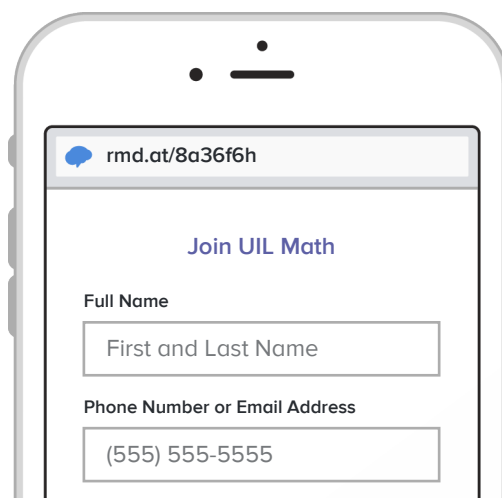 rmd.at/8a36f6h
Join UIL Math
Full Name
First and Last Name
Phone Number or Email Address
(555) 555-5555